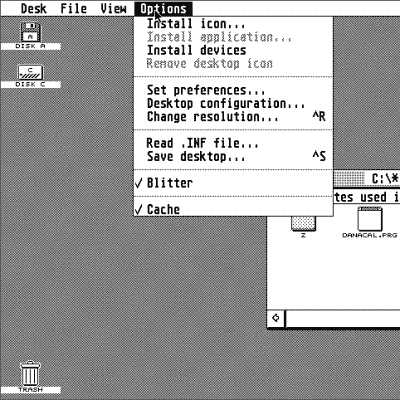 Desk File View Options
A
DISK A
C
DISK C
Install icon...
Install application...
Install devices
Remove desktop icon
Set preferences...
Desktop configuration...
Change resolution... ^R
Read .INF file...
Save desktop... ^S
✓ Blitter
✓ Cache
C:\*
tes used i
Z
DANACAL.PRG
TRASH